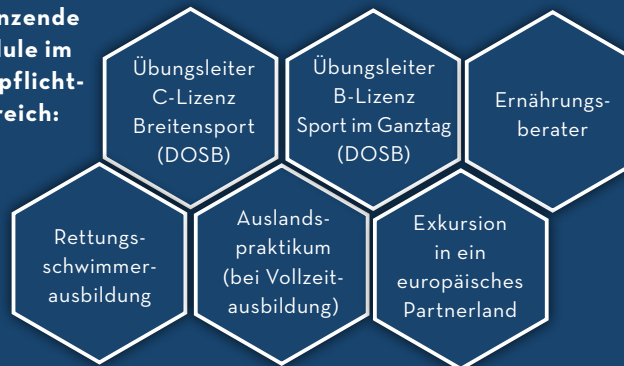 nzende
lule im
pflicht-
reich:
Übungsleiter
C-Lizenz
Breitensport
(DOSB)
Übungsleiter
B-Lizenz
Sport im Ganztag
(DOSB)
Ernährungs-
berater
Rettungs-
schwimmer-
ausbildung
Auslands-
praktikum
(bei Vollzeit-
ausbildung)
Exkursion
in ein
europäisches
Partnerland